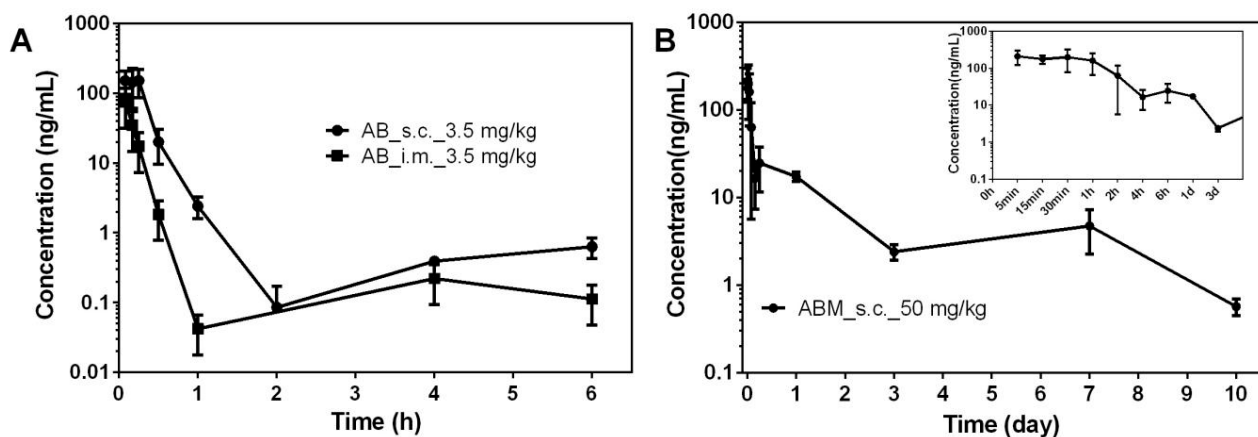 A
Concentration (ng/mL)
1000
100
10
1
0.1
0.01
AB_s.c._3.5 mg/kg
AB_i.m._3.5 mg/kg
0 1 2 3 4 5 6
Time (h)
B
Concentration(ng/mL)
1000
100
10
1
0.1
ABM_s.c._50 mg/kg
0 1 2 3 4 5 6 7 8 9 10
Time (day)
Concentration(ng/mL)
1000
100
10
1
0.1
0h 5min 15min 30min 1h 2h 4h 6h 1d 3d